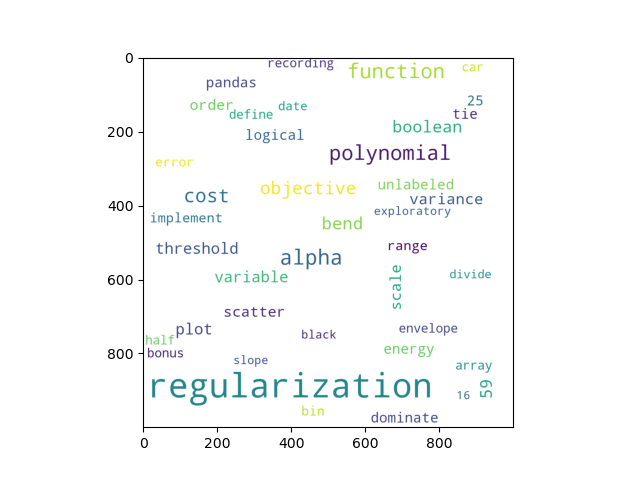 0
recording
function
car
pandas
order
date
25
define
tie
200
logical
boolean
polynomial
error
objective
unlabeled
cost
variance
400
exploratory
implement
bend
threshold
range
alpha
600
variable
scale
divide
scatter
plot
envelope
half
black
energy
800
bonus
slope
array
regularization
16
59
bin
dominate
0 200 400 600 800